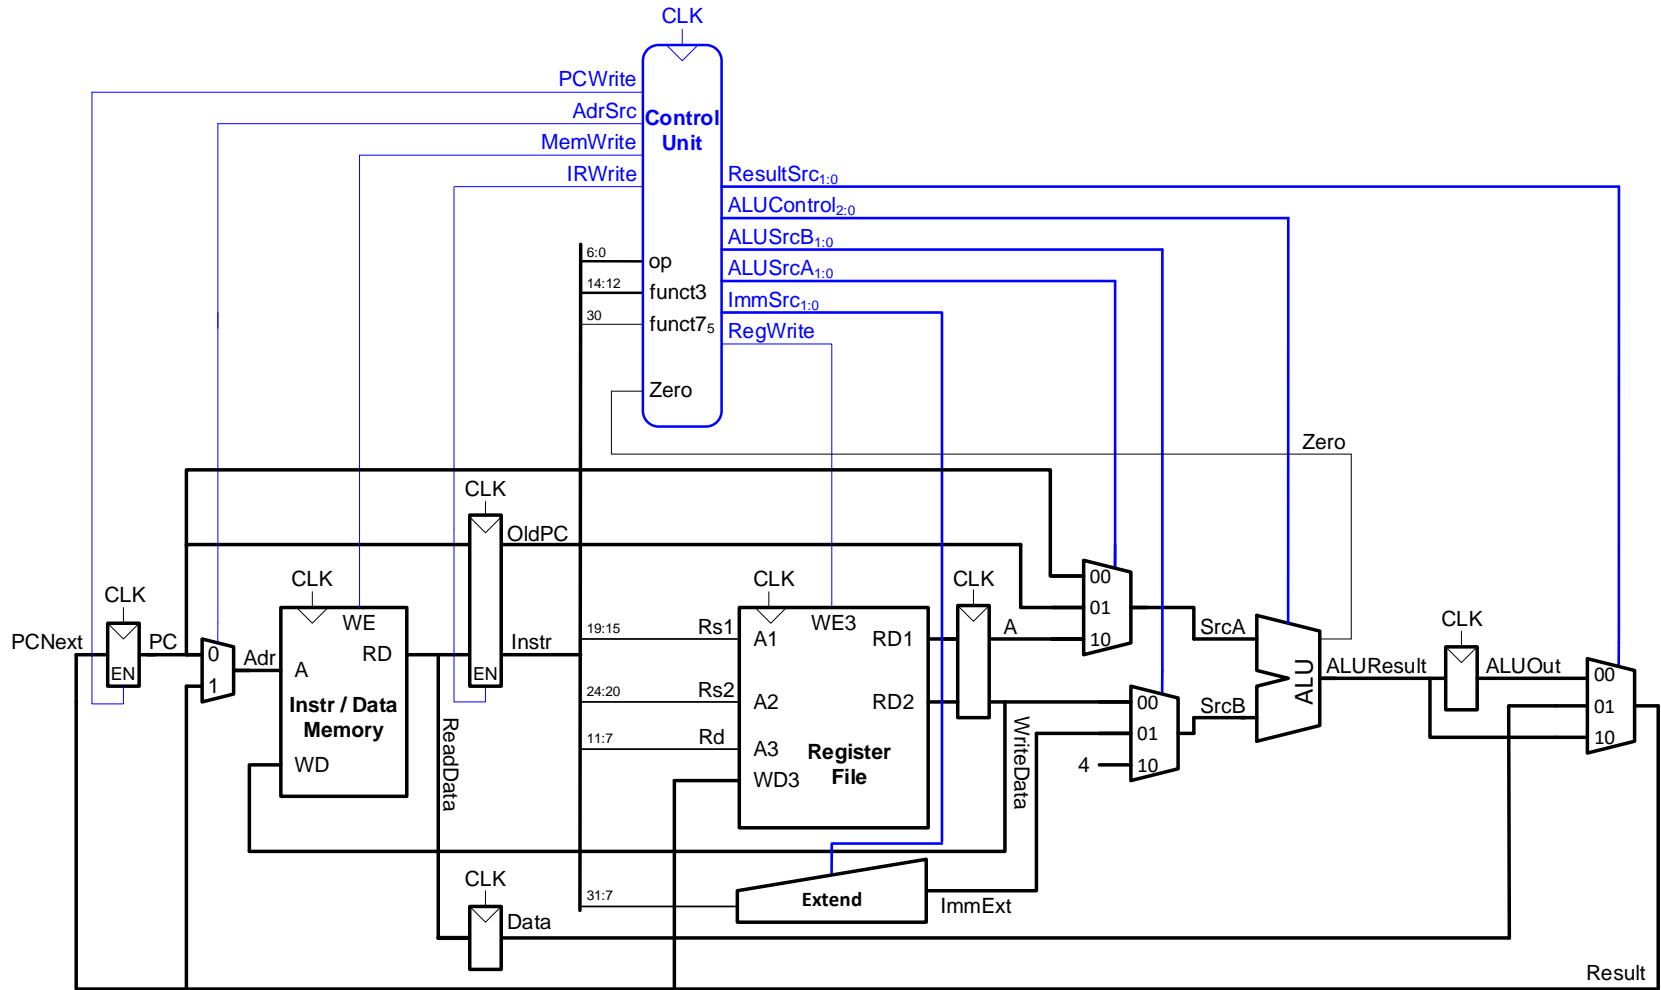 CLK
PCWrite
AdrSrc
MemWrite
IRWrite
Control
Unit
ResultSrc1:0
ALUControl2:0
ALUSrcB1:0
ALUSrcA1:0
ImmSrc1:0
RegWrite
6:0
op
14:12
funct3
30
funct75
Zero
Zero
CLK
OldPC
CLK
PCNext
PC
EN
0
1
Adr
CLK
WE
A
RD
Instr / Data
Memory
WD
EN
Instr
ReadData
19:15
Rs1
24:20
Rs2
11:7
Rd
31:7
CLK
A1
WE3
RD1
A2
RD2
A3
Register
File
WD3
CLK
A
WriteData
00
01
10
SrcA
00
01
10
4
SrcB
ALU
ALUResult
CLK
ALUOut
00
01
10
Extend
ImmExt
CLK
Data
Result